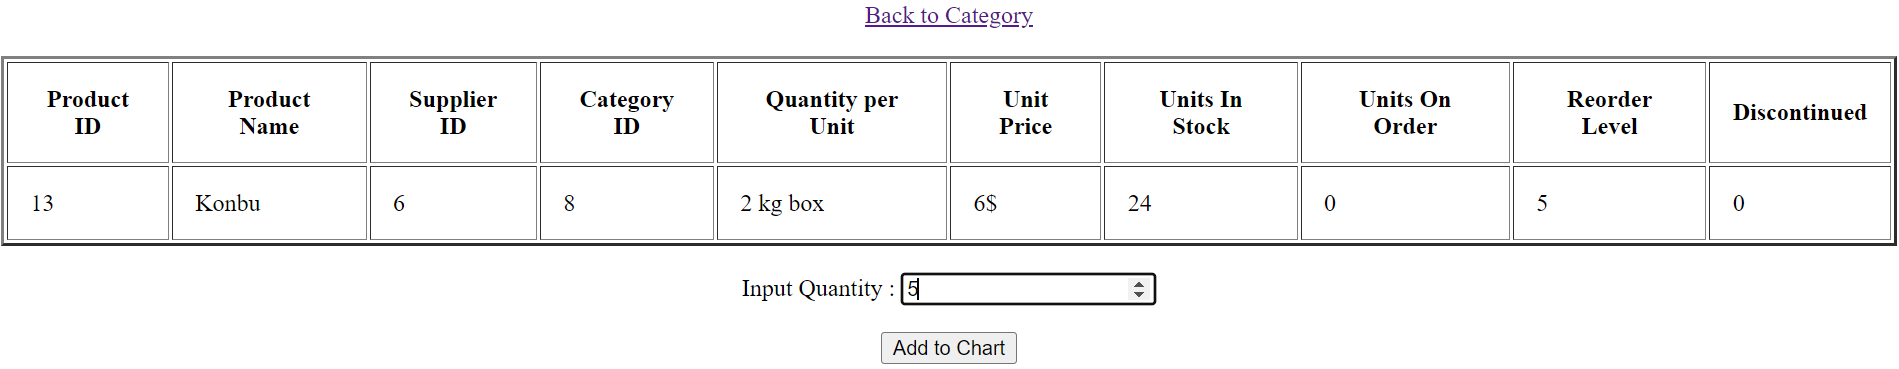 Back to Category
Product ID
Product Name
Supplier ID
Category ID
Quantity per Unit
Unit Price
Units In Stock
Units On Order
Reorder Level
Discontinued
13
Konbu
6
8
2 kg box
6$
24
0
5
0
Input Quantity : 5
Add to Chart